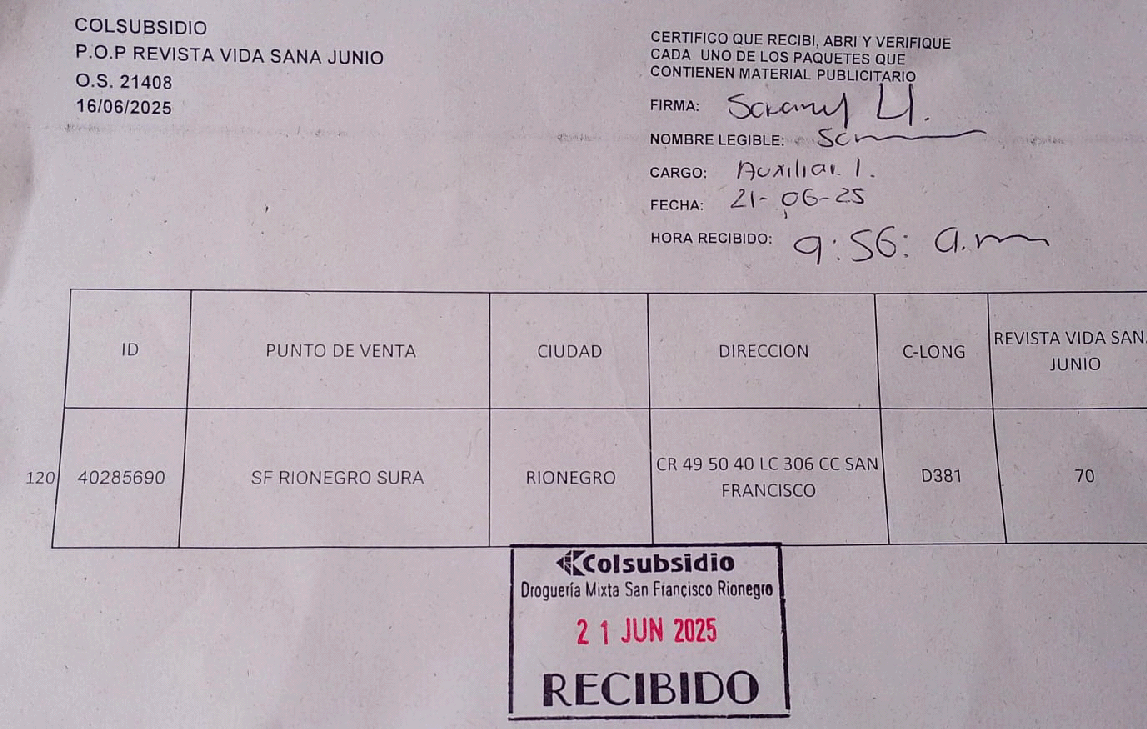 COLSUBSIDIO
P.O.P REVISTA VIDA SANA JUNIO
O.S. 21408
16/06/2025
CERTIFICO QUE RECIBI, ABRI Y VERIFIQUE
CADA UNO DE LOS PAQUETES QUE
CONTIENEN MATERIAL PUBLICITARIO
FIRMA:
NOMBRE LEGIBLE:
CARGO: Auxiliar 1.
FECHA: 21-06-25
HORA RECIBIDO: 9:56: a.m
ID PUNTO DE VENTA CIUDAD DIRECCION C-LONG REVISTA VIDA SAN
JUNIO
120 40285690 SF RIONEGRO SURA RIONEGRO CR 49 50 40 LC 306 CC SAN D381 70
FRANCISCO
Colsubsidio
Droguería Mixta San Francisco Rionegro
21 JUN 2025
RECIBIDO